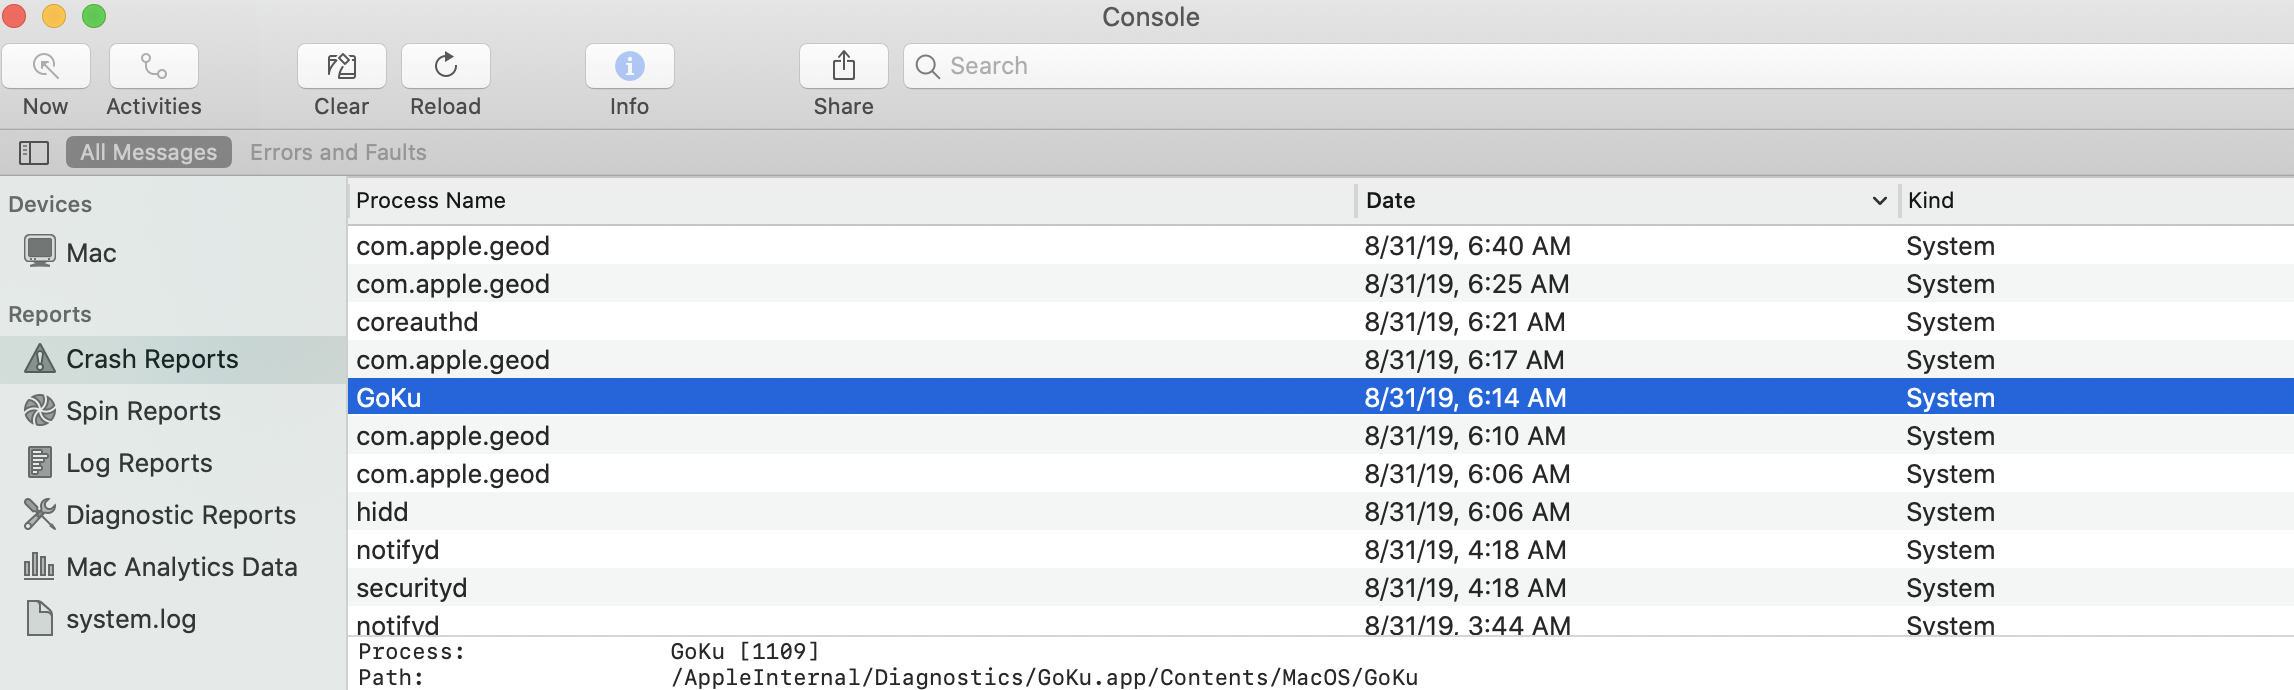 Console
Now Activities Clear Reload Info Share Search
All Messages Errors and Faults
Devices
Mac
Reports
Crash Reports
Spin Reports
Log Reports
Diagnostic Reports
Mac Analytics Data
system.log
Process Name Date Kind
com.apple.geod 8/31/19, 6:40 AM System
com.apple.geod 8/31/19, 6:25 AM System
coreauthd 8/31/19, 6:21 AM System
com.apple.geod 8/31/19, 6:17 AM System
GoKu 8/31/19, 6:14 AM System
com.apple.geod 8/31/19, 6:10 AM System
com.apple.geod 8/31/19, 6:06 AM System
hidd 8/31/19, 6:06 AM System
notifyd 8/31/19, 4:18 AM System
securityd 8/31/19, 4:18 AM System
notifyd 8/31/19, 3:44 AM System
Process: GoKu [1109]
Path: /AppleInternal/Diagnostics/GoKu.app/Contents/MacOS/GoKu